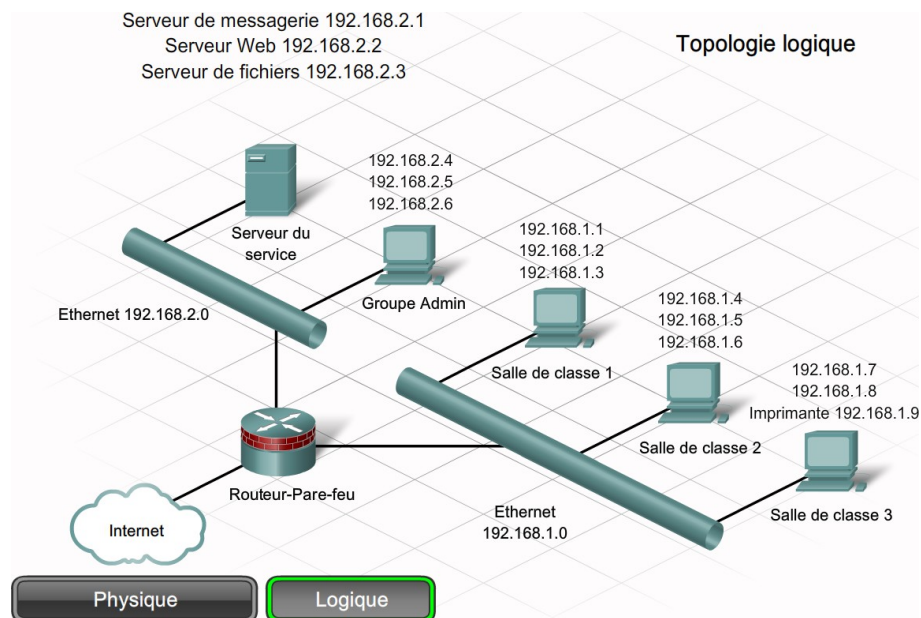 Serveur de messagerie 192.168.2.1
Serveur Web 192.168.2.2
Serveur de fichiers 192.168.2.3
Topologie logique
192.168.2.4
192.168.2.5
192.168.2.6
Serveur du
service
Groupe Admin
Ethernet 192.168.2.0
192.168.1.1
192.168.1.2
192.168.1.3
Salle de classe 1
192.168.1.4
192.168.1.5
192.168.1.6
Salle de classe 2
192.168.1.7
192.168.1.8
Imprimante 192.168.1.9
Salle de classe 3
Routeur-Pare-feu
Ethernet
192.168.1.0
Internet
Physique
Logique